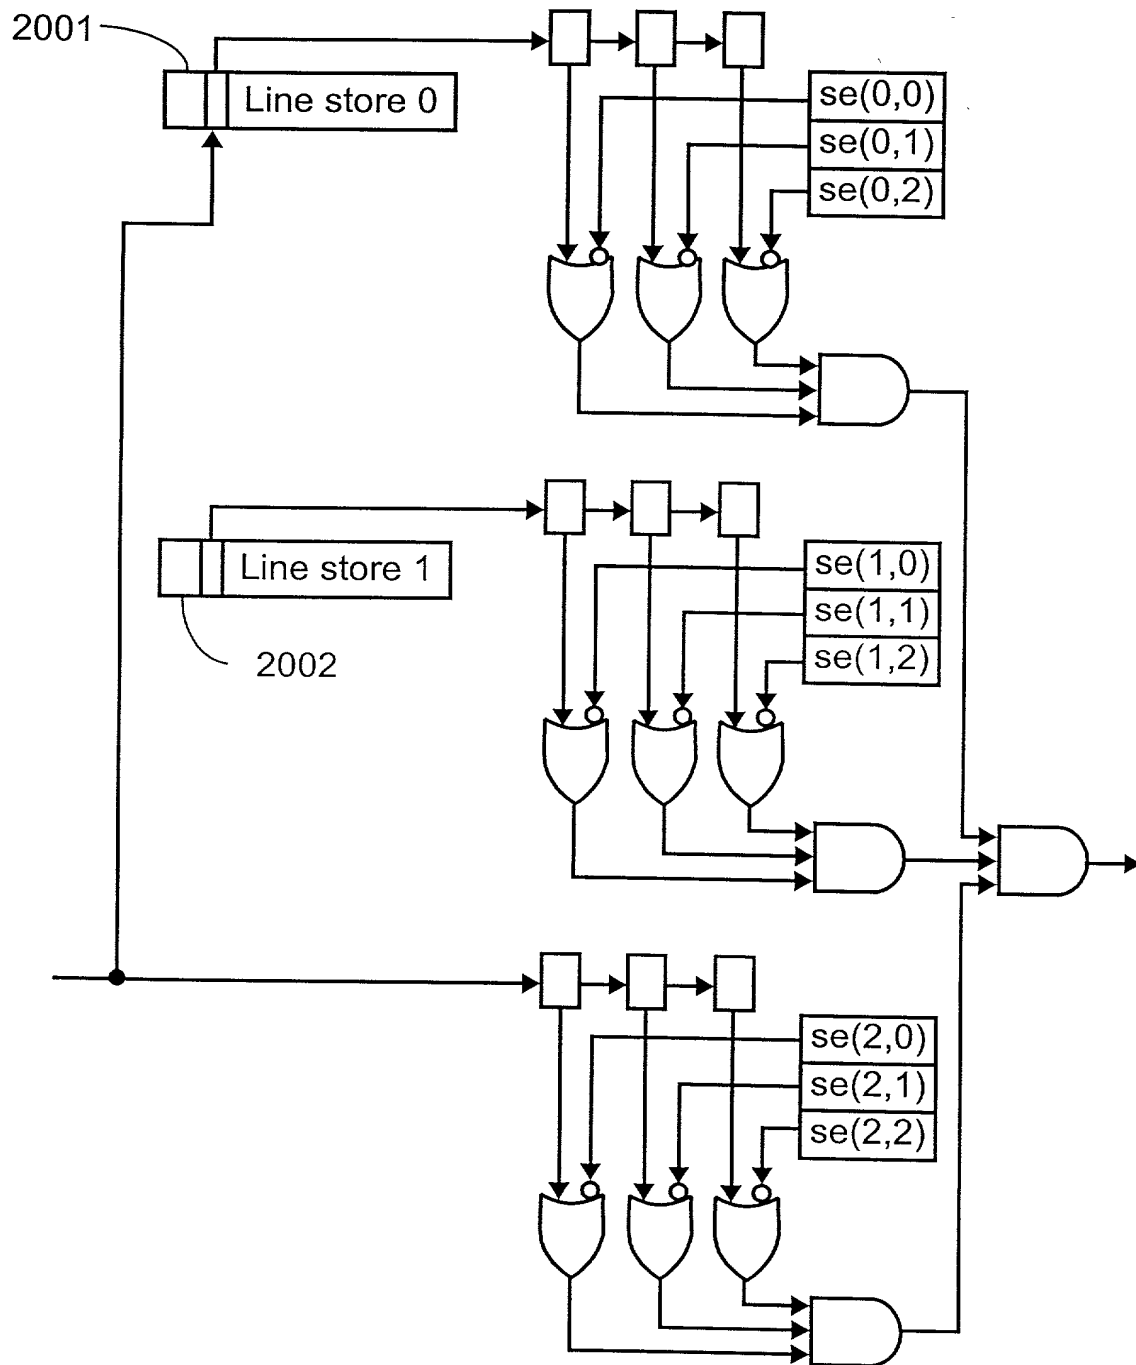 2001
Line store 0
se(0,0)
se(0,1)
se(0,2)
Line store 1
2002
se(1,0)
se(1,1)
se(1,2)
se(2,0)
se(2,1)
se(2,2)